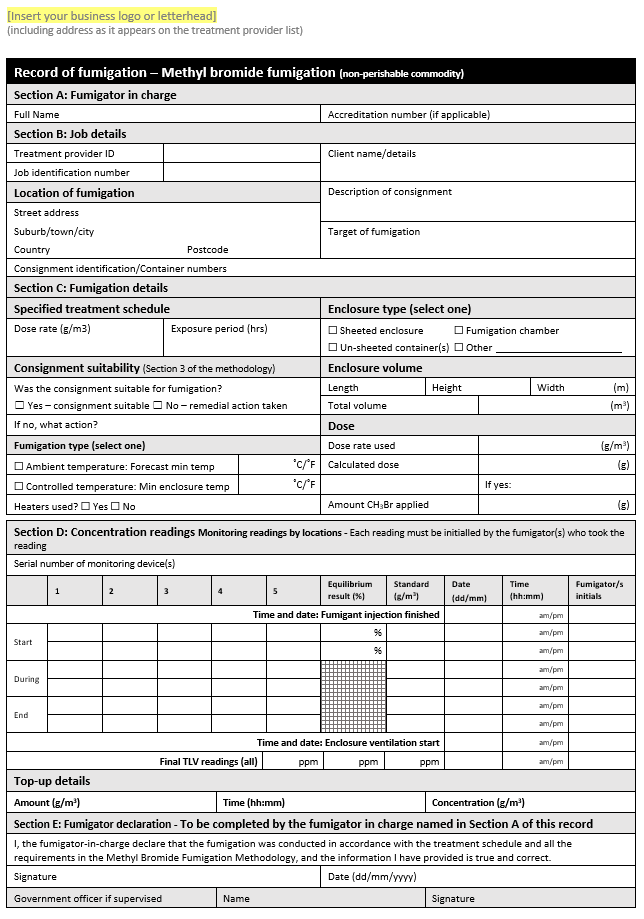 [Insert your business logo or letterhead]
(including address as it appears on the treatment provider list)
Record of fumigation – Methyl bromide fumigation (non-perishable commodity)
Section A: Fumigator in charge
Full Name Accreditation number (if applicable)
Section B: Job details
Treatment provider ID Client name/details
Job identification number
Location of fumigation Description of consignment
Street address
Suburb/town/city Target of fumigation
Country Postcode
Consignment identification/Container numbers
Section C: Fumigation details
Specified treatment schedule Enclosure type (select one)
Dose rate (g/m3) Exposure period (hrs) ☐ Sheeted enclosure ☐ Fumigation chamber
☐ Un-sheeted container(s) ☐ Other ____________
Consignment suitability (Section 3 of the methodology) Enclosure volume
Was the consignment suitable for fumigation? Length Height Width (m)
☐ Yes – consignment suitable ☐ No – remedial action taken Total volume (m³)
If no, what action? Dose
Fumigation type (select one) Dose rate used (g/m³)
☐ Ambient temperature: Forecast min temp ˚C/˚F Calculated dose (g)
☐ Controlled temperature: Min enclosure temp ˚C/˚F If yes:
Heaters used? ☐ Yes ☐ No Amount CH₃Br applied (g)
Section D: Concentration readings Monitoring readings by locations - Each reading must be initialled by the fumigator(s) who took the
reading
Serial number of monitoring device(s)
1 2 3 4 5 Equilibrium result (%) Standard (g/m³) Date (dd/mm) Time (hh:mm) Fumigator/s initials
Time and date: Fumigant injection finished am/pm
Start % am/pm
% am/pm
During am/pm
am/pm
End am/pm
am/pm
Time and date: Enclosure ventilation start am/pm
Final TLV readings (all) ppm ppm ppm am/pm
Top-up details
Amount (g/m³) Time (hh:mm) Concentration (g/m³)
Section E: Fumigator declaration - To be completed by the fumigator in charge named in Section A of this record
I, the fumigator-in-charge declare that the fumigation was conducted in accordance with the treatment schedule and all the
requirements in the Methyl Bromide Fumigation Methodology, and the information I have provided is true and correct.
Signature Date (dd/mm/yyyy)
Government officer if supervised Name Signature